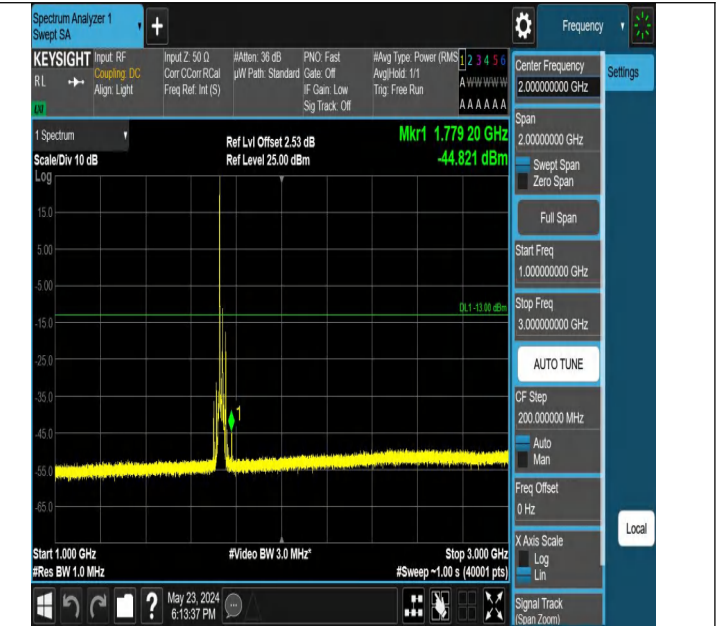 Spectrum Analyzer 1
Swept SA
+
Frequency
KEYSIGHT
RL
Input: RF
Coupling: DC
Align: Light
Input Z: 50 Ω
Corr CCorr RCal
Freq Ref: Int (S)
#Atten: 36 dB
µW Path: Standard
PNO: Fast
Gate: Off
IF Gain: Low
Sig Track: Off
#Avg Type: Power (RMS
Avg|Hold: 1/1
Trig: Free Run
1 2 3 4 5 6
A W W W W W
A A A A A A
1 Spectrum
Scale/Div 10 dB
Ref Lvl Offset 2.53 dB
Ref Level 25.00 dBm
Mkr1 1.779 20 GHz
-44.821 dBm
Log
15.0
5.00
-5.00
-15.0
-25.0
-35.0
-45.0
-55.0
-65.0
DL1 -13.00 dBm
1
Start 1.000 GHz
#Res BW 1.0 MHz
#Video BW 3.0 MHz*
Stop 3.000 GHz
#Sweep ~1.00 s (40001 pts)
Center Frequency
2.000000000 GHz
Settings
Span
2.00000000 GHz
Swept Span
Zero Span
Full Span
Start Freq
1.000000000 GHz
Stop Freq
3.000000000 GHz
AUTO TUNE
CF Step
200.000000 MHz
Auto
Man
Freq Offset
0 Hz
X Axis Scale
Log
Lin
Signal Track
(Span Zoom)
Local
?
May 23, 2024
6:13:37 PM